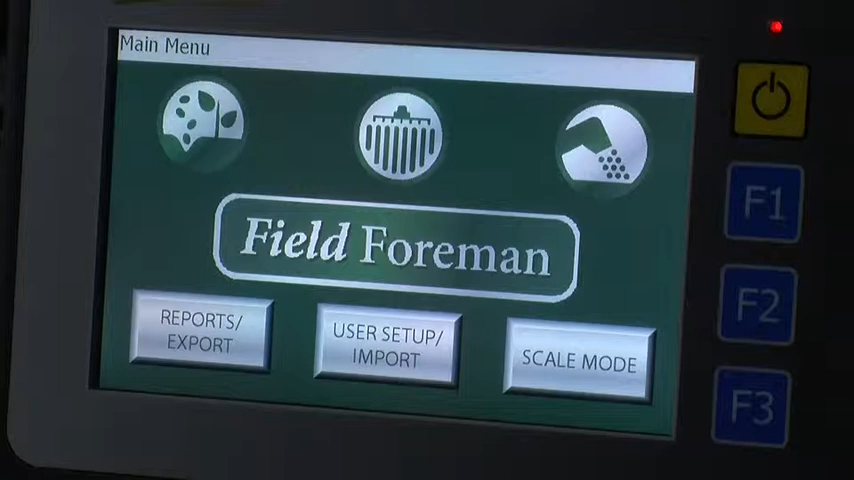 Main Menu
Field Foreman
REPORTS/
EXPORT
USER SETUP/
IMPORT
SCALE MODE
F1
F2
F3